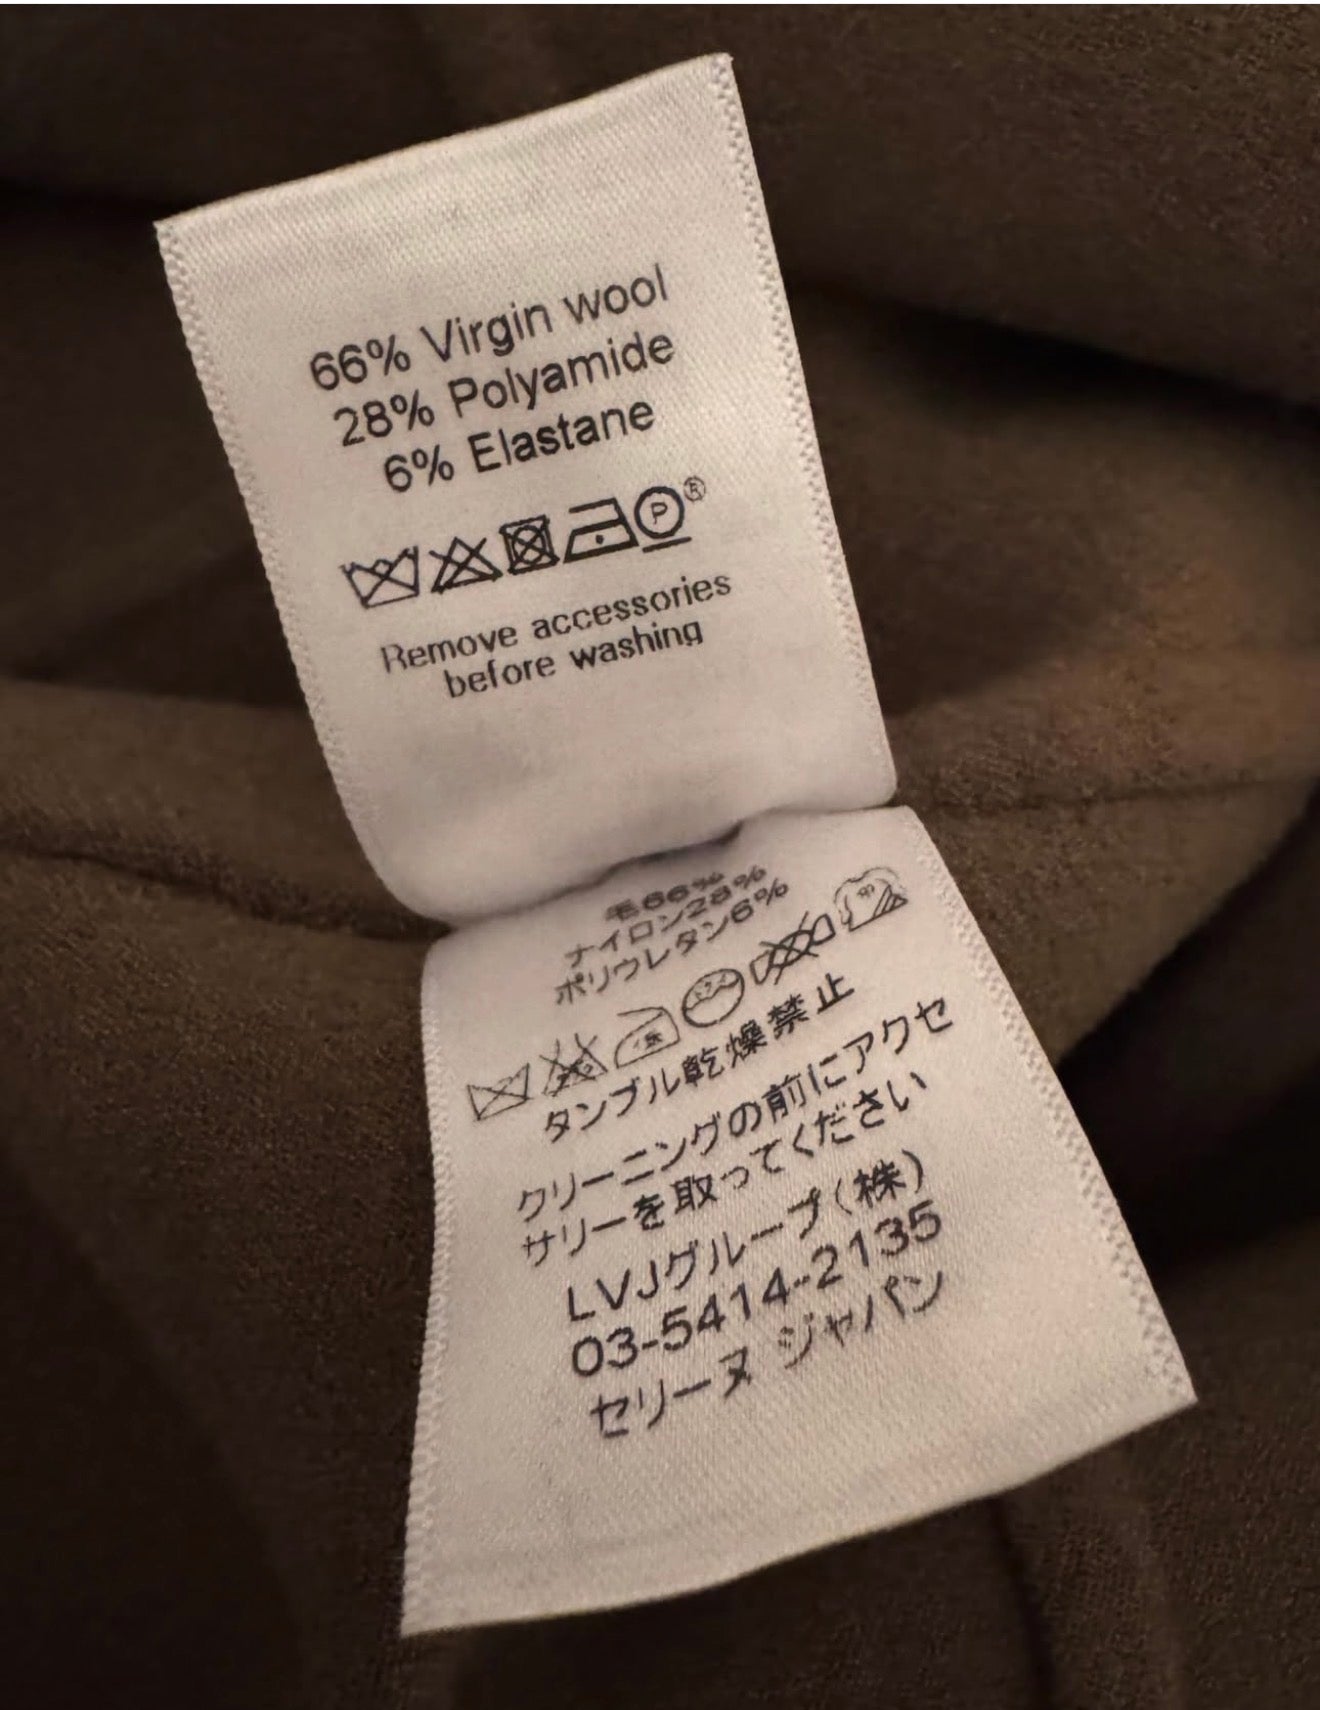 66% Virgin wool
28% Polyamide
6% Elastane
P ®
Remove accessories
before washing
毛66%
ナイロン28%
ポリウレタン6%
タンブル乾燥禁止
クリーニングの前にアクセ
サリーを取ってください
LVJグループ(株)
03-5414-2135
セリーヌ ジャパン